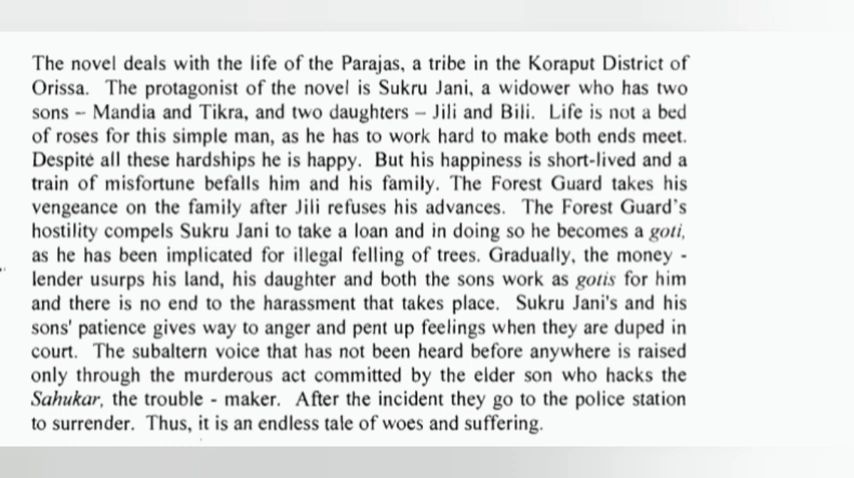 The novel deals with the life of the Parajas, a tribe in the Koraput District of
Orissa. The protagonist of the novel is Sukru Jani, a widower who has two
sons – Mandia and Tikra, and two daughters – Jili and Bili. Life is not a bed
of roses for this simple man, as he has to work hard to make both ends meet.
Despite all these hardships he is happy. But his happiness is short-lived and a
train of misfortune befalls him and his family. The Forest Guard takes his
vengeance on the family after Jili refuses his advances. The Forest Guard's
hostility compels Sukru Jani to take a loan and in doing so he becomes a goti,
as he has been implicated for illegal felling of trees. Gradually, the money -
lender usurps his land, his daughter and both the sons work as gotis for him
and there is no end to the harassment that takes place. Sukru Jani's and his
sons' patience gives way to anger and pent up feelings when they are duped in
court. The subaltern voice that has not been heard before anywhere is raised
only through the murderous act committed by the elder son who hacks the
Sahukar, the trouble - maker. After the incident they go to the police station
to surrender. Thus, it is an endless tale of woes and suffering.